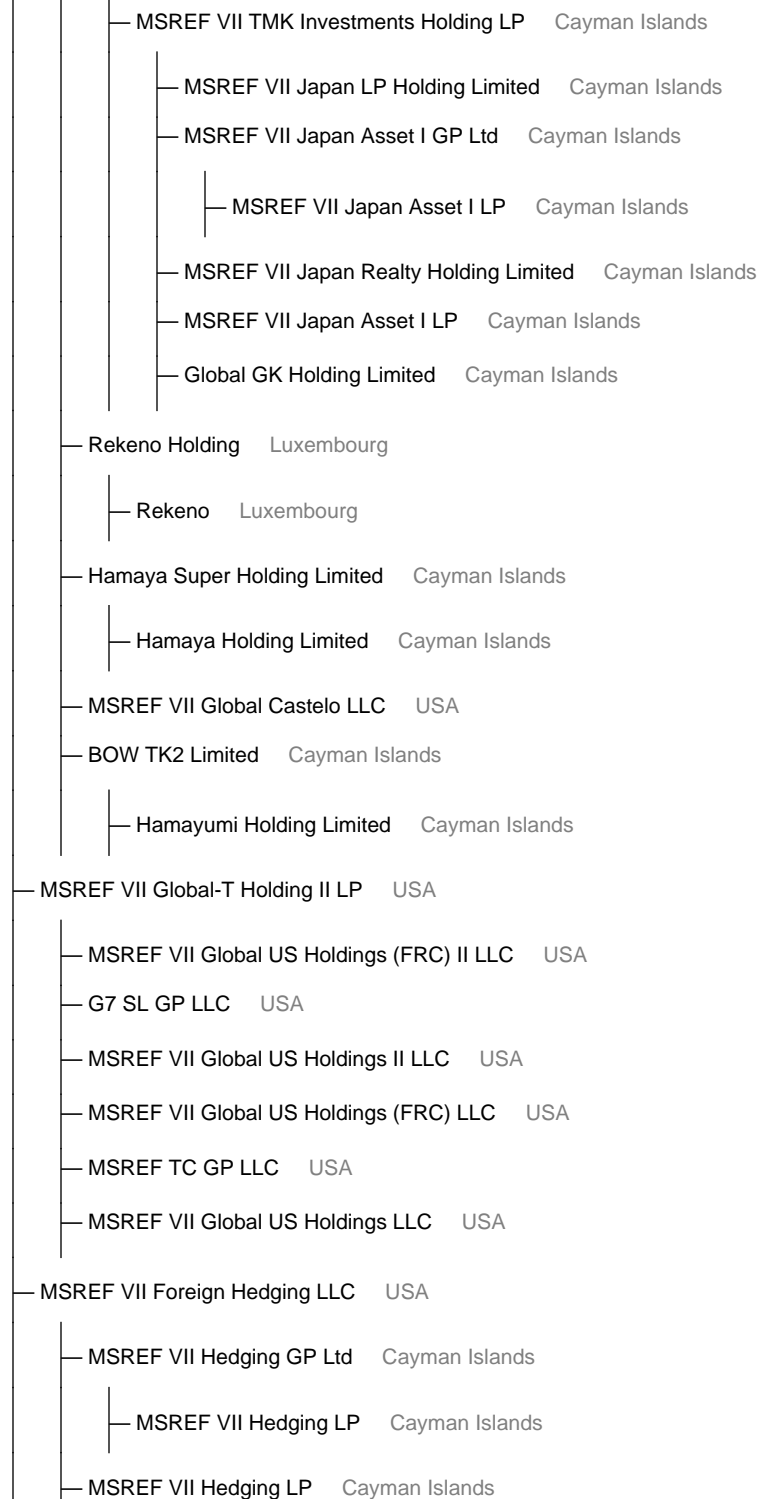 MSREF VII TMK Investments Holding LP Cayman Islands
MSREF VII Japan LP Holding Limited Cayman Islands
MSREF VII Japan Asset I GP Ltd Cayman Islands
MSREF VII Japan Asset I LP Cayman Islands
MSREF VII Japan Realty Holding Limited Cayman Islands
MSREF VII Japan Asset I LP Cayman Islands
Global GK Holding Limited Cayman Islands
Rekeno Holding Luxembourg
Rekeno Luxembourg
Hamaya Super Holding Limited Cayman Islands
Hamaya Holding Limited Cayman Islands
MSREF VII Global Castelo LLC USA
BOW TK2 Limited Cayman Islands
Hamayumi Holding Limited Cayman Islands
MSREF VII Global-T Holding II LP USA
MSREF VII Global US Holdings (FRC) II LLC USA
G7 SL GP LLC USA
MSREF VII Global US Holdings II LLC USA
MSREF VII Global US Holdings (FRC) LLC USA
MSREF TC GP LLC USA
MSREF VII Global US Holdings LLC USA
MSREF VII Foreign Hedging LLC USA
MSREF VII Hedging GP Ltd Cayman Islands
MSREF VII Hedging LP Cayman Islands
MSREF VII Hedging LP Cayman Islands